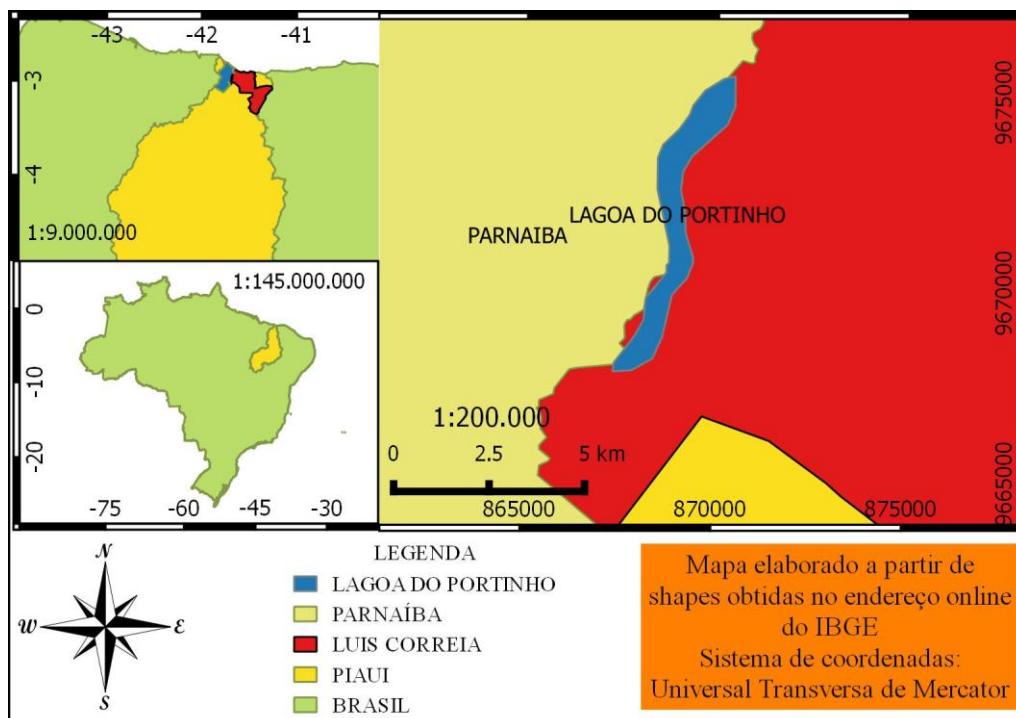 -43 -42 -41
-3
-4
1:9.000.000
1:145.000.000
0
-10
-20
-75 -60 -45 -30
LAGOA DO PORTINHO
PARNAIBA
1:200.000
0 2.5 5 km
865000 870000 875000
9675000
9670000
9665000
N
W E
S
LEGENDA
LAGOA DO PORTINHO
PARNAÍBA
LUIS CORREIA
PIAUI
BRASIL
Mapa elaborado a partir de
shapes obtidas no endereço online
do IBGE
Sistema de coordenadas:
Universal Transversa de Mercator